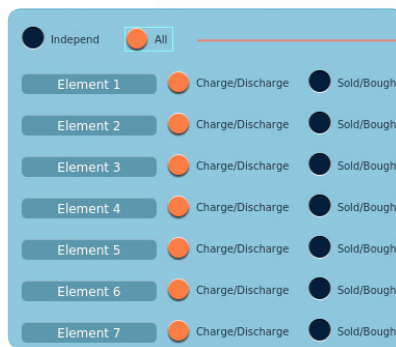 Independ All
Element 1 Charge/Discharge Sold/Bough
Element 2 Charge/Discharge Sold/Bough
Element 3 Charge/Discharge Sold/Bough
Element 4 Charge/Discharge Sold/Bough
Element 5 Charge/Discharge Sold/Bough
Element 6 Charge/Discharge Sold/Bough
Element 7 Charge/Discharge Sold/Bough